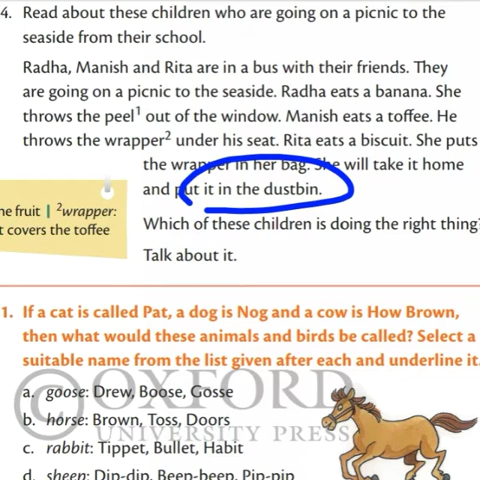 4. Read about these children who are going on a picnic to the
seaside from their school.
Radha, Manish and Rita are in a bus with their friends. They
are going on a picnic to the seaside. Radha eats a banana. She
throws the peel¹ out of the window. Manish eats a toffee. He
throws the wrapper² under his seat. Rita eats a biscuit. She puts
the wrapper in her bag. She will take it home
and put it in the dustbin.
fruit | ²wrapper:
covers the toffee
Which of these children is doing the right thing?
Talk about it.
1. If a cat is called Pat, a dog is Nog and a cow is How Brown,
then what would these animals and birds be called? Select a
suitable name from the list given after each and underline it.
© OXFORD
UNIVERSITY PRESS
a. goose: Drew, Boose, Gosse
b. horse: Brown, Toss, Doors
c. rabbit: Tippet, Bullet, Habit
d. sheep: Dip-dip, Beep-beep, Pip-pip